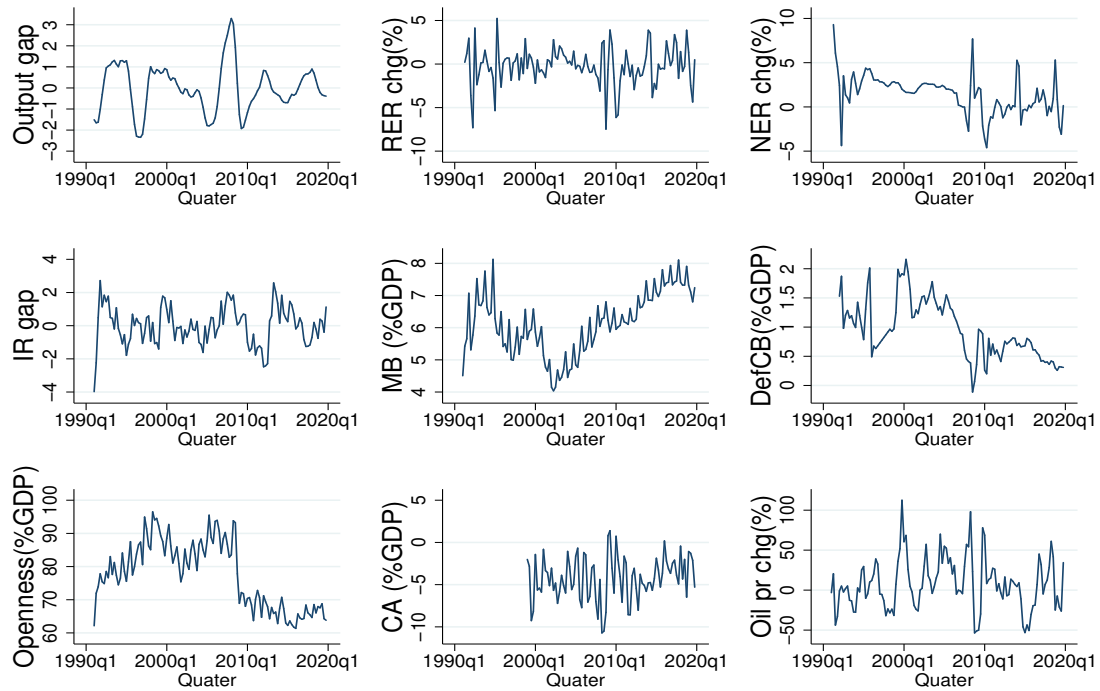 Output gap
3
2
1
0
−1
−2
−3
1990q1 2000q1 2010q1 2020q1
Quater
RER chg(%)
5
0
−5
−10
1990q1 2000q1 2010q1 2020q1
Quater
NER chg(%)
10
5
0
−5
1990q1 2000q1 2010q1 2020q1
Quater
IR gap
4
2
0
−2
−4
1990q1 2000q1 2010q1 2020q1
Quater
MB (%GDP)
8
7
6
5
4
1990q1 2000q1 2010q1 2020q1
Quater
DefCB(%GDP)
2
1.5
1
.5
0
1990q1 2000q1 2010q1 2020q1
Quater
Openness(%GDP)
100
90
80
70
60
1990q1 2000q1 2010q1 2020q1
Quater
CA (%GDP)
5
0
−5
−10
1990q1 2000q1 2010q1 2020q1
Quater
Oil pr chg(%)
100
50
0
−50
1990q1 2000q1 2010q1 2020q1
Quater